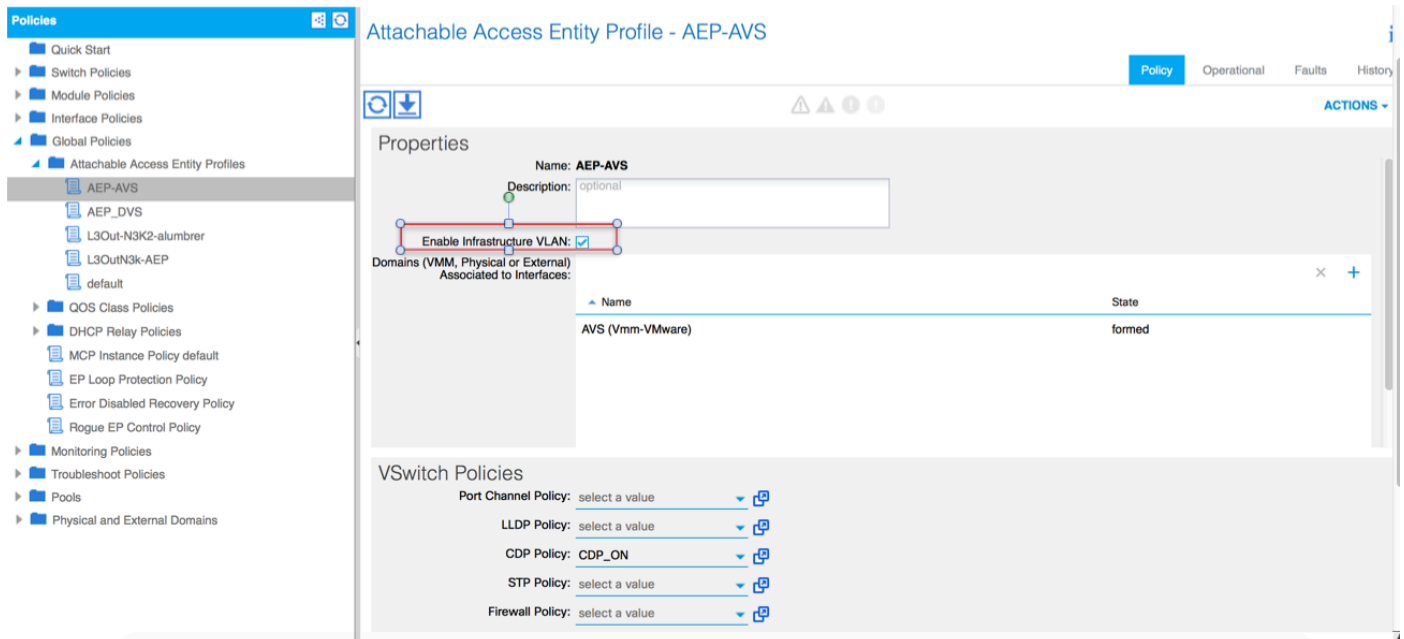 Policies
Quick Start
Switch Policies
Module Policies
Interface Policies
Global Policies
Attachable Access Entity Profiles
AEP-AVS
AEP_DVS
L3Out-N3K2-alumbrer
L3OutN3k-AEP
default
QOS Class Policies
DHCP Relay Policies
MCP Instance Policy default
EP Loop Protection Policy
Error Disabled Recovery Policy
Rogue EP Control Policy
Monitoring Policies
Troubleshoot Policies
Pools
Physical and External Domains
Attachable Access Entity Profile - AEP-AVS
i
Policy Operational Faults History
ACTIONS
Properties
Name: AEP-AVS
Description: optional
Enable Infrastructure VLAN:
Domains (VMM, Physical or External)
Associated to Interfaces:
Name State
AVS (Vmm-VMware) formed
VSwitch Policies
Port Channel Policy: select a value
LLDP Policy: select a value
CDP Policy: CDP_ON
STP Policy: select a value
Firewall Policy: select a value